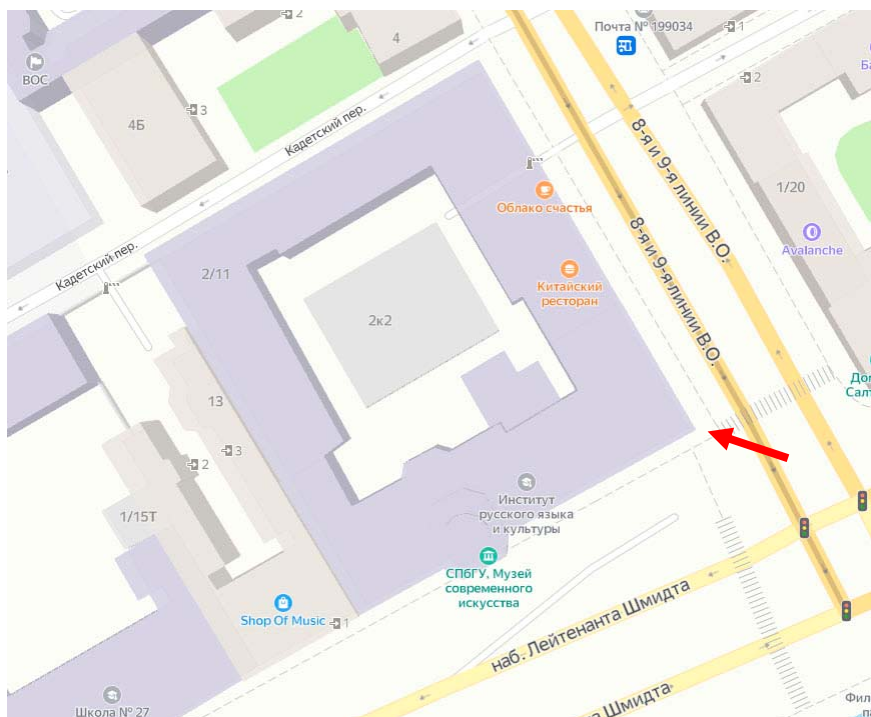 2
4
Почта № 199034
1
ВОС
4Б
3
Кадетский пер.
2
8-я и 9-я линии В.О.
1/20
Облако счастья
Avalanche
8-я и 9-я линии В.О.
Кадетский пер.
2/11
Китайский
ресторан
2к2
13
3
2
1/15Т
Институт
русского языка
и культуры
СПбГУ, Музей
современного
искусства
Shop Of Music
1
наб. Лейтенанта Шмидта
Шмидта
Школа № 27